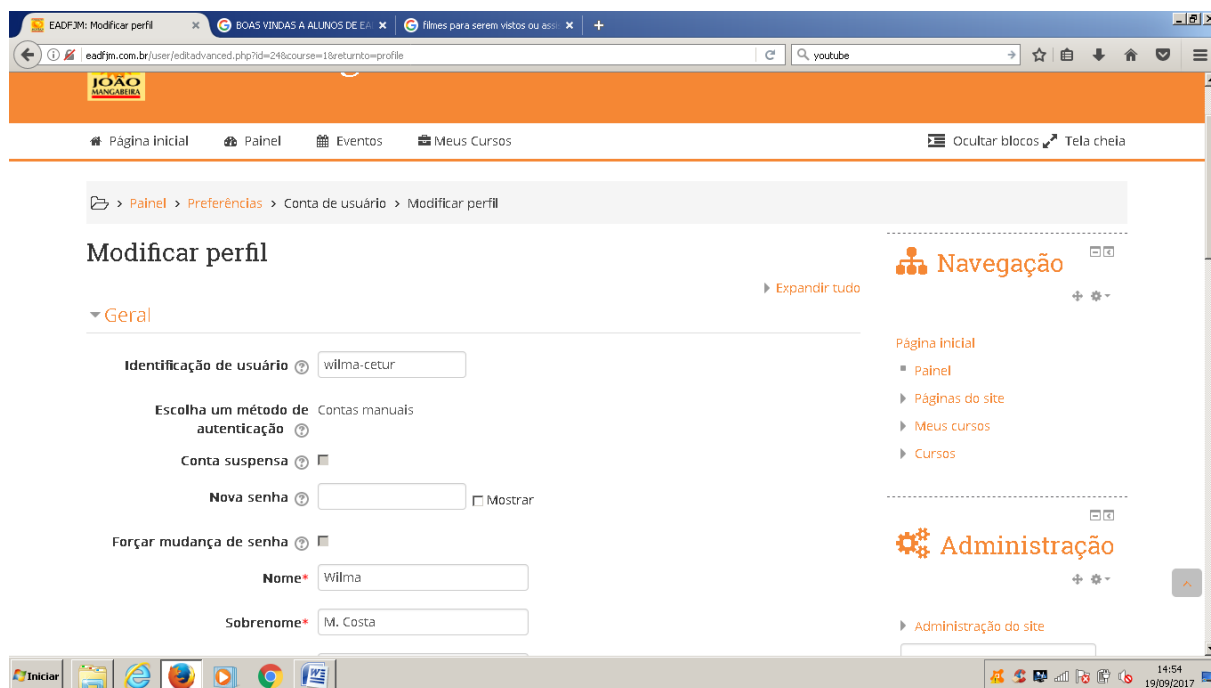 EADFJM: Modificar perfil
BOAS VINDAS A ALUNOS DE EA
filmes para serem vistos ou ass
eadfjm.com.br/user/editadvanced.php?id=24&course=1&returnto=profile
youtube
JOÃO
MANGABEIRA
Página inicial Painel Eventos Meus Cursos
Ocultar blocos Tela cheia
Painel > Preferências > Conta de usuário > Modificar perfil
Modificar perfil
Expandir tudo
Geral
Identificação de usuário wilma-cetur
Escolha um método de autenticação Contas manuais
Conta suspensa
Nova senha Mostrar
Forçar mudança de senha
Nome* Wilma
Sobrenome* M. Costa
Navegação
Página inicial
Painel
Páginas do site
Meus cursos
Cursos
Administração
Administração do site
Iniciar
14:54
19/09/2017